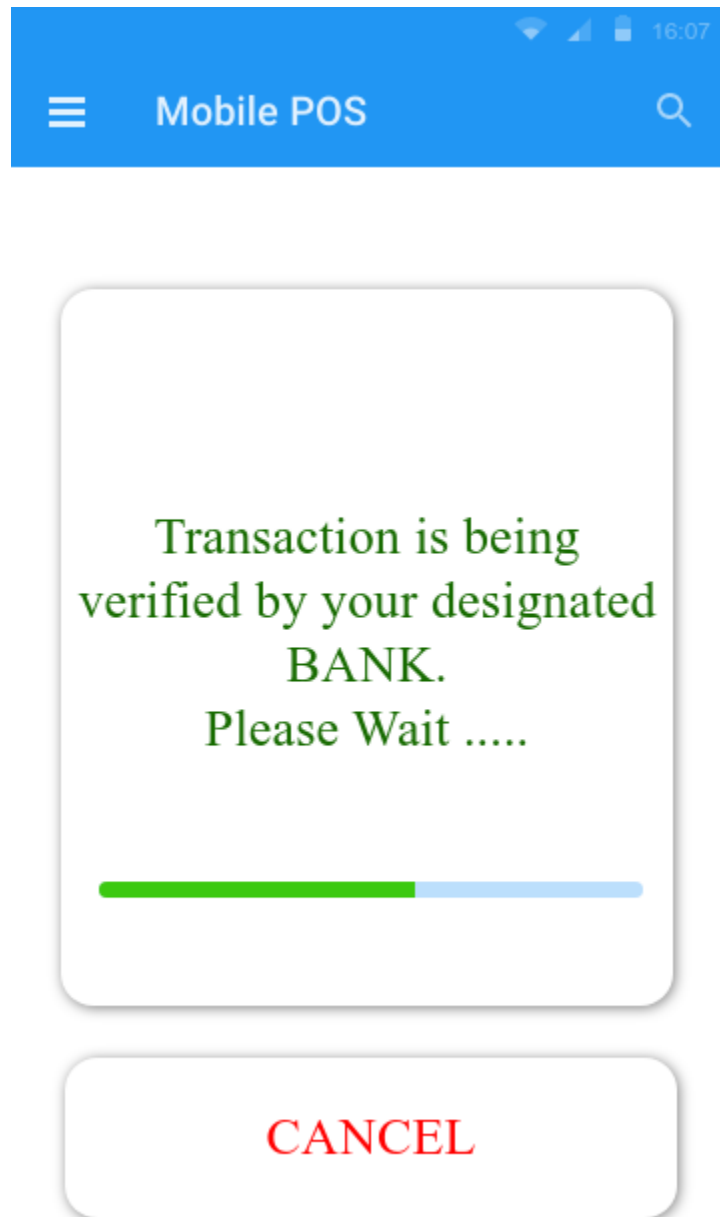 16:07
Mobile POS
Transaction is being
verified by your designated
BANK.
Please Wait .....
CANCEL